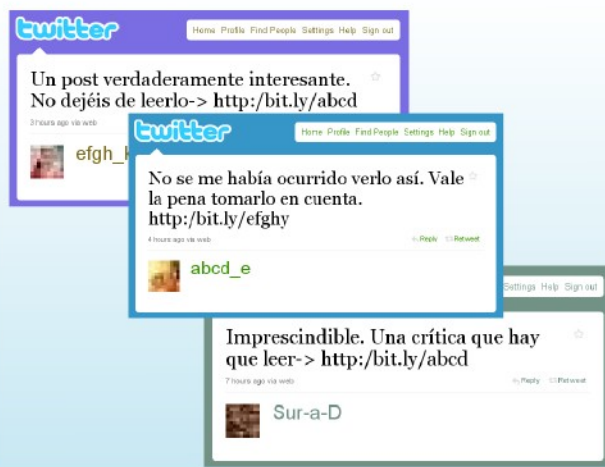 twitter
Home Profile Find People Settings Help Sign out
Un post verdaderamente interesante.
No dejéis de leerlo-> http:/bit.ly/abcd
3 hours ago via web
efgh_
twitter
Home Profile Find People Settings Help Sign out
No se me había ocurrido verlo así. Vale
la pena tomarlo en cuenta.
http:/bit.ly/efghy
4 hours ago via web
Reply Retweet
abcd_e
Settings Help Sign out
Imprescindible. Una crítica que hay
que leer-> http:/bit.ly/abcd
7 hours ago via web
Reply Retweet
Sur-a-D